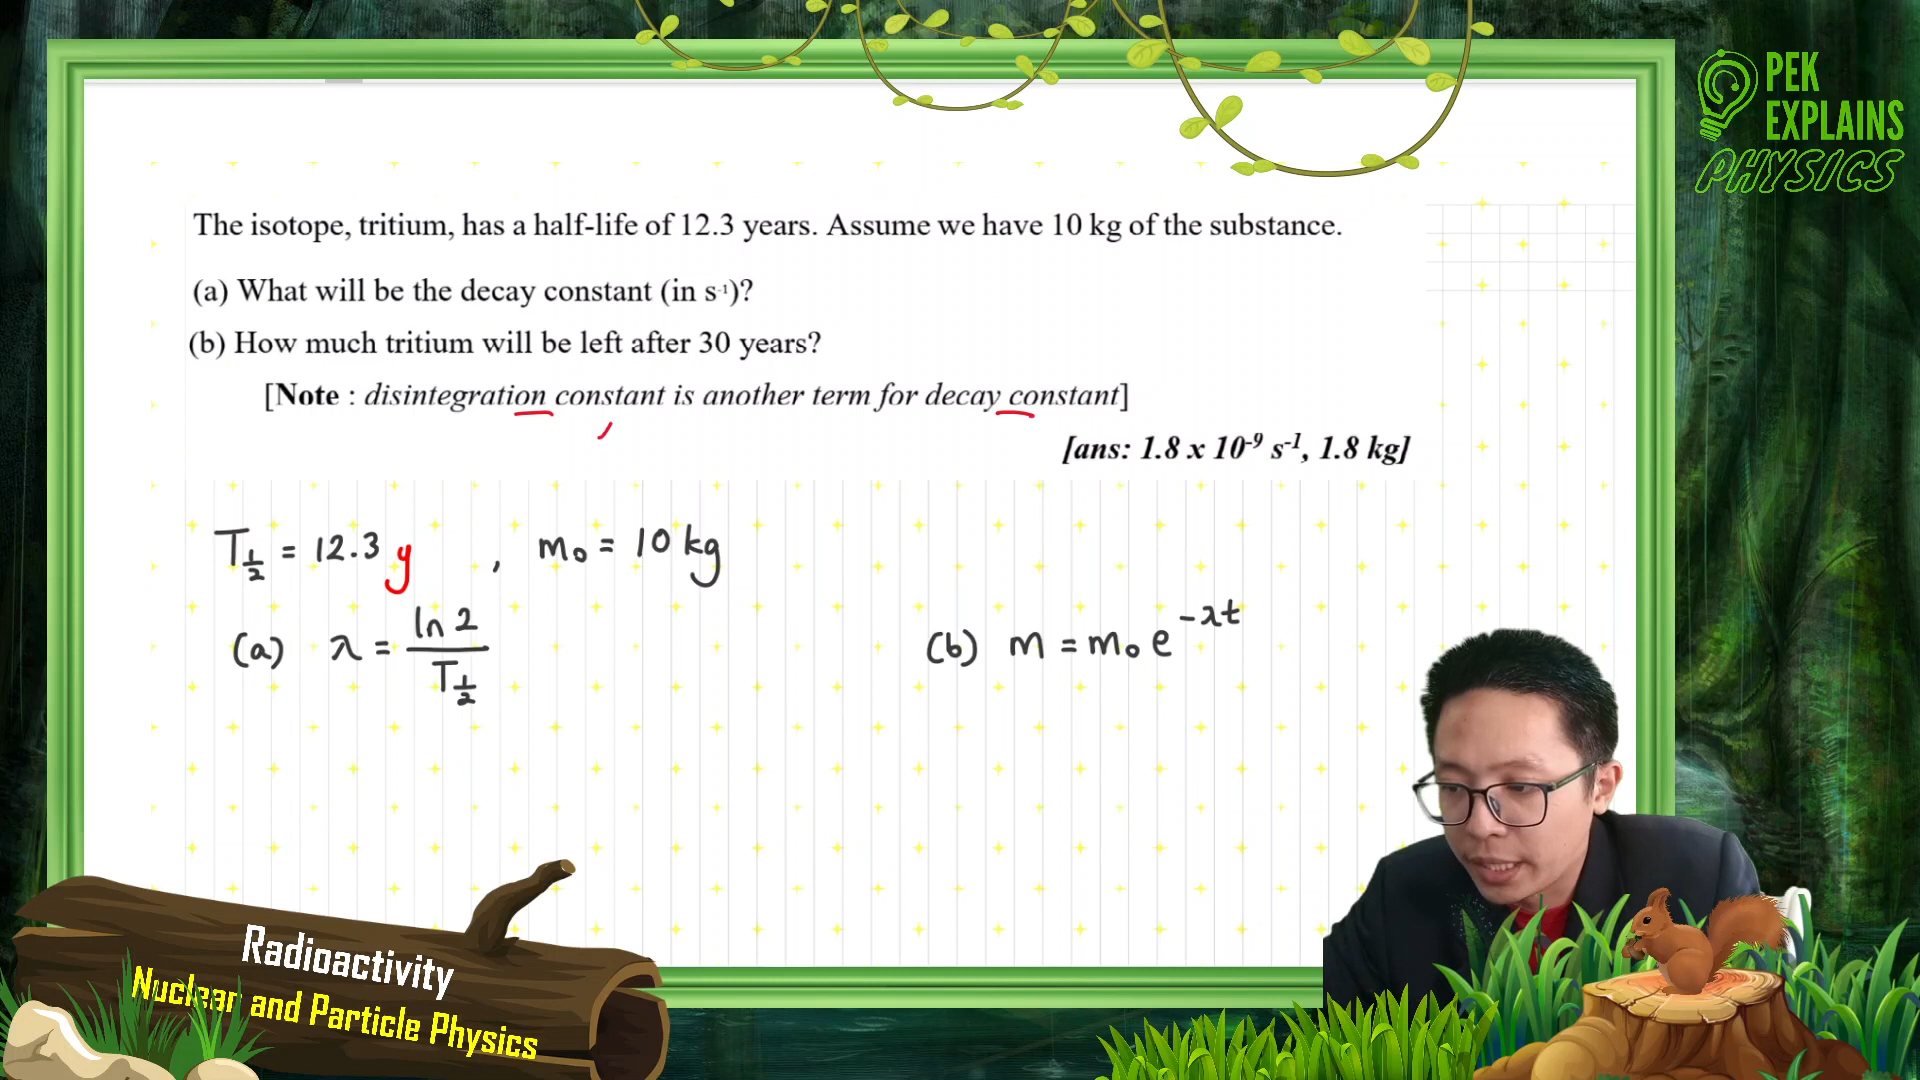 PEK
EXPLAINS
PHYSICS
The isotope, tritium, has a half-life of 12.3 years. Assume we have 10 kg of the substance.
(a) What will be the decay constant (in s⁻¹)?
(b) How much tritium will be left after 30 years?
[Note : disintegration constant is another term for decay constant]
[ans: 1.8 x 10⁻⁹ s⁻¹, 1.8 kg]
T½ = 12.3 y , m₀ = 10 kg
(a) λ = ln 2 / T½
(b) m = m₀ e^-λt
Radioactivity
Nuclear and Particle Physics